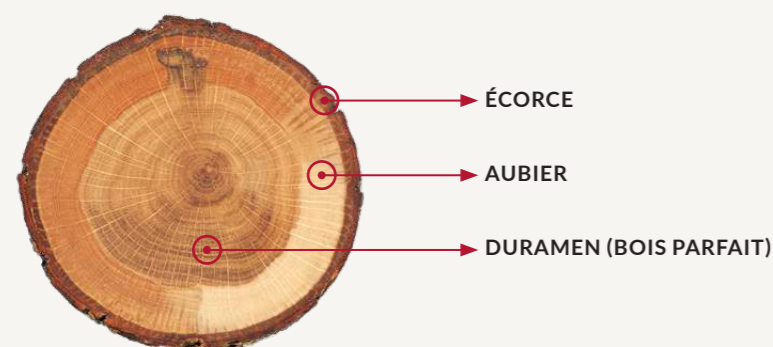 ÉCORCE
AUBIER
DURAMEN (BOIS PARFAIT)